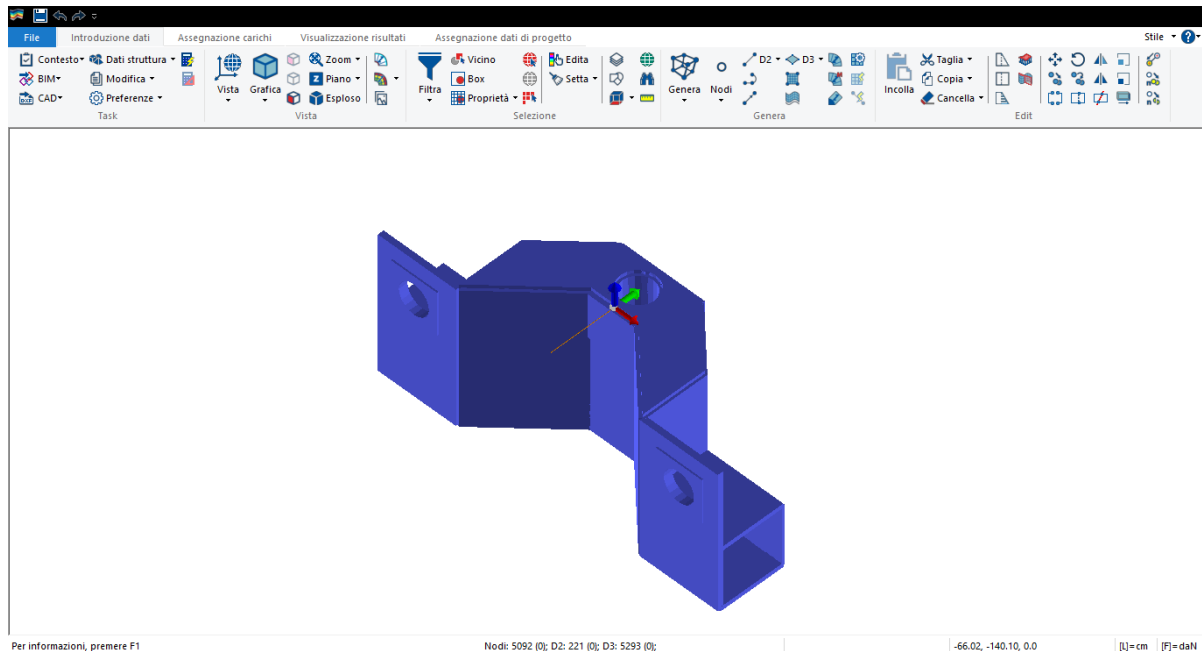 File Introduzione dati Assegnazione carichi Visualizzazione risultati Assegnazione dati di progetto Stile
Contesto Dati struttura Zoom Vicino Edita D2 D3 Taglia
BIM Modifica Piano Box Setta Copia
Vista Grafica Filtra Genera Nodi Incolla
CAD Preferenze Esploso Proprietà Cancella
Task Vista Selezione Genera Edit
Per informazioni, premere F1 Nodi: 5092 (0); D2: 221 (0); D3: 5293 (0); -66.02, -140.10, 0.0 [L]=cm [F]=daN